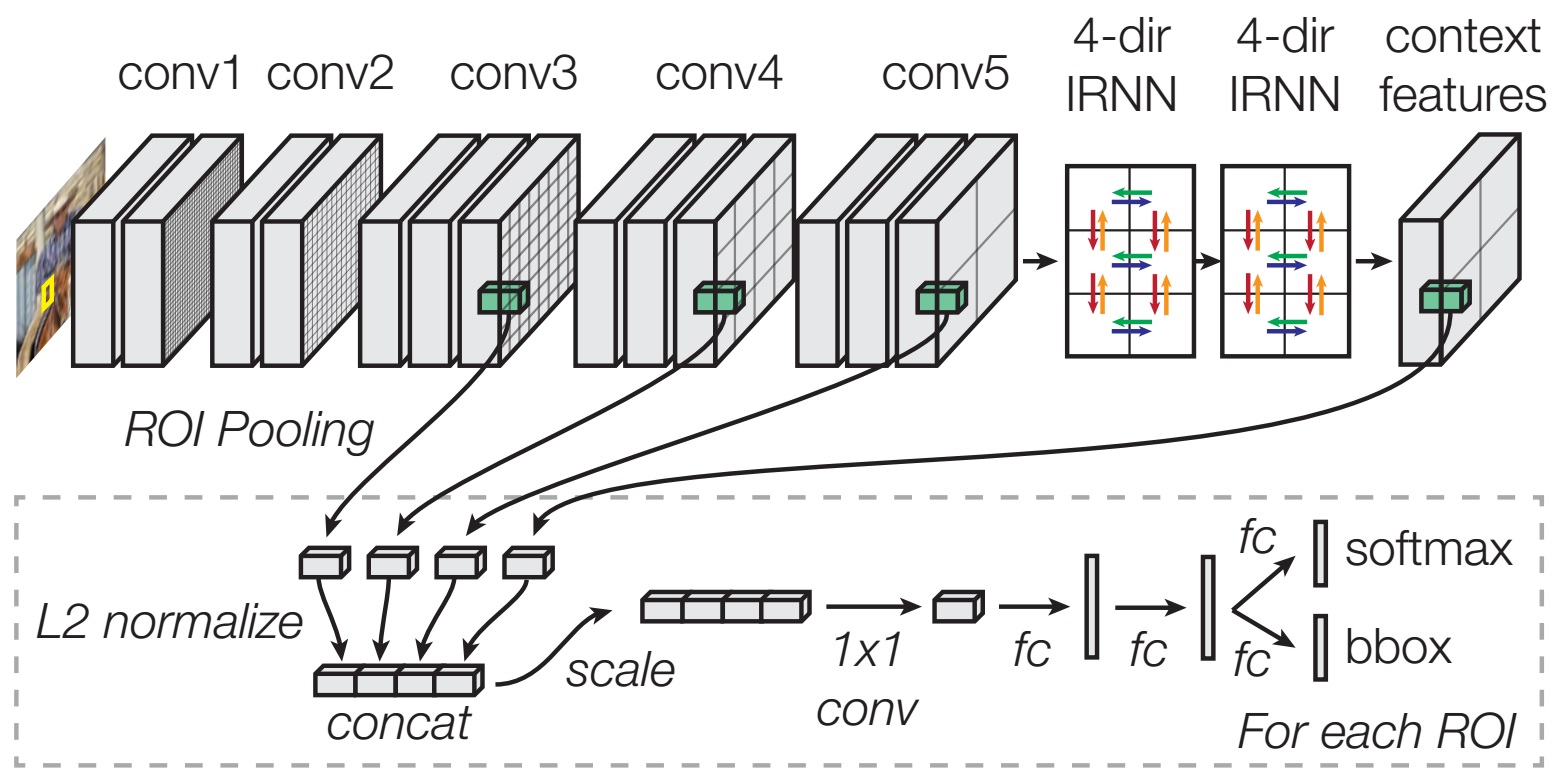 conv1 conv2 conv3 conv4 conv5
4-dir
IRNN
4-dir
IRNN
context
features
ROI Pooling
L2 normalize
concat
scale
1x1
conv
fc
fc
fc
fc
softmax
bbox
For each ROI